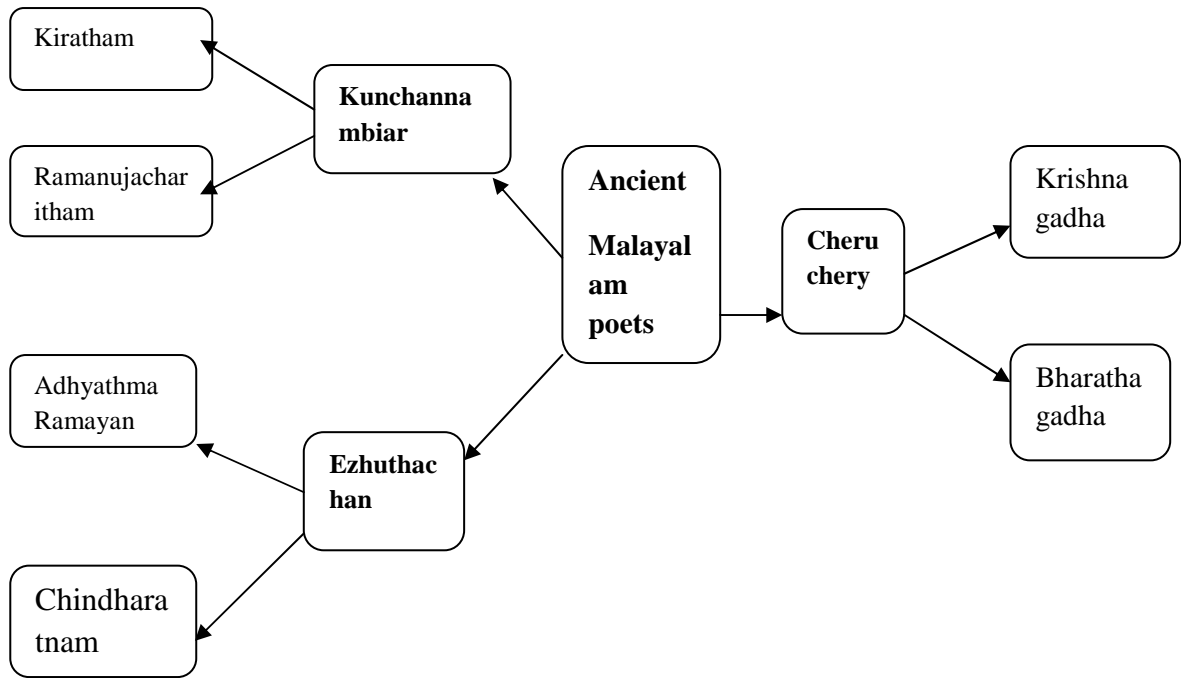 Kiratham
Ramanujachar
itham
Kunchanna
mbiar
Ancient
Malayal
am
poets
Cheru
chery
Krishna
gadha
Bharatha
gadha
Adhyathma
Ramayan
Ezhuthac
han
Chindhara
tnam